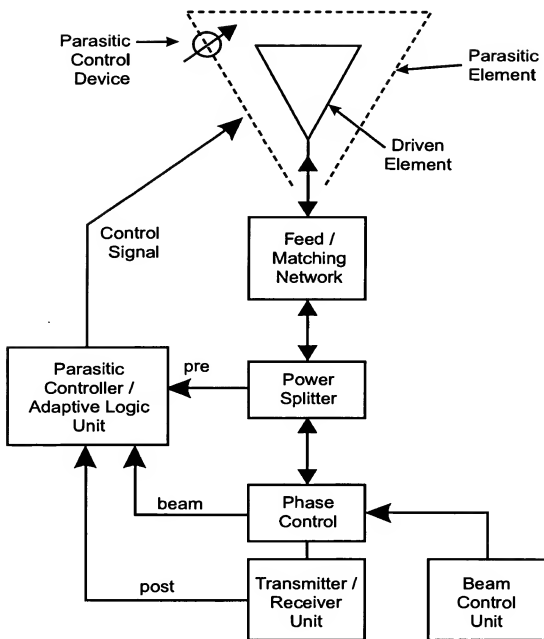 Parasitic
Control
Device
Parasitic
Element
Driven
Element
Control
Signal
Feed /
Matching
Network
Parasitic
Controller /
Adaptive Logic
Unit
pre
Power
Splitter
beam
Phase
Control
post
Transmitter /
Receiver
Unit
Beam
Control
Unit